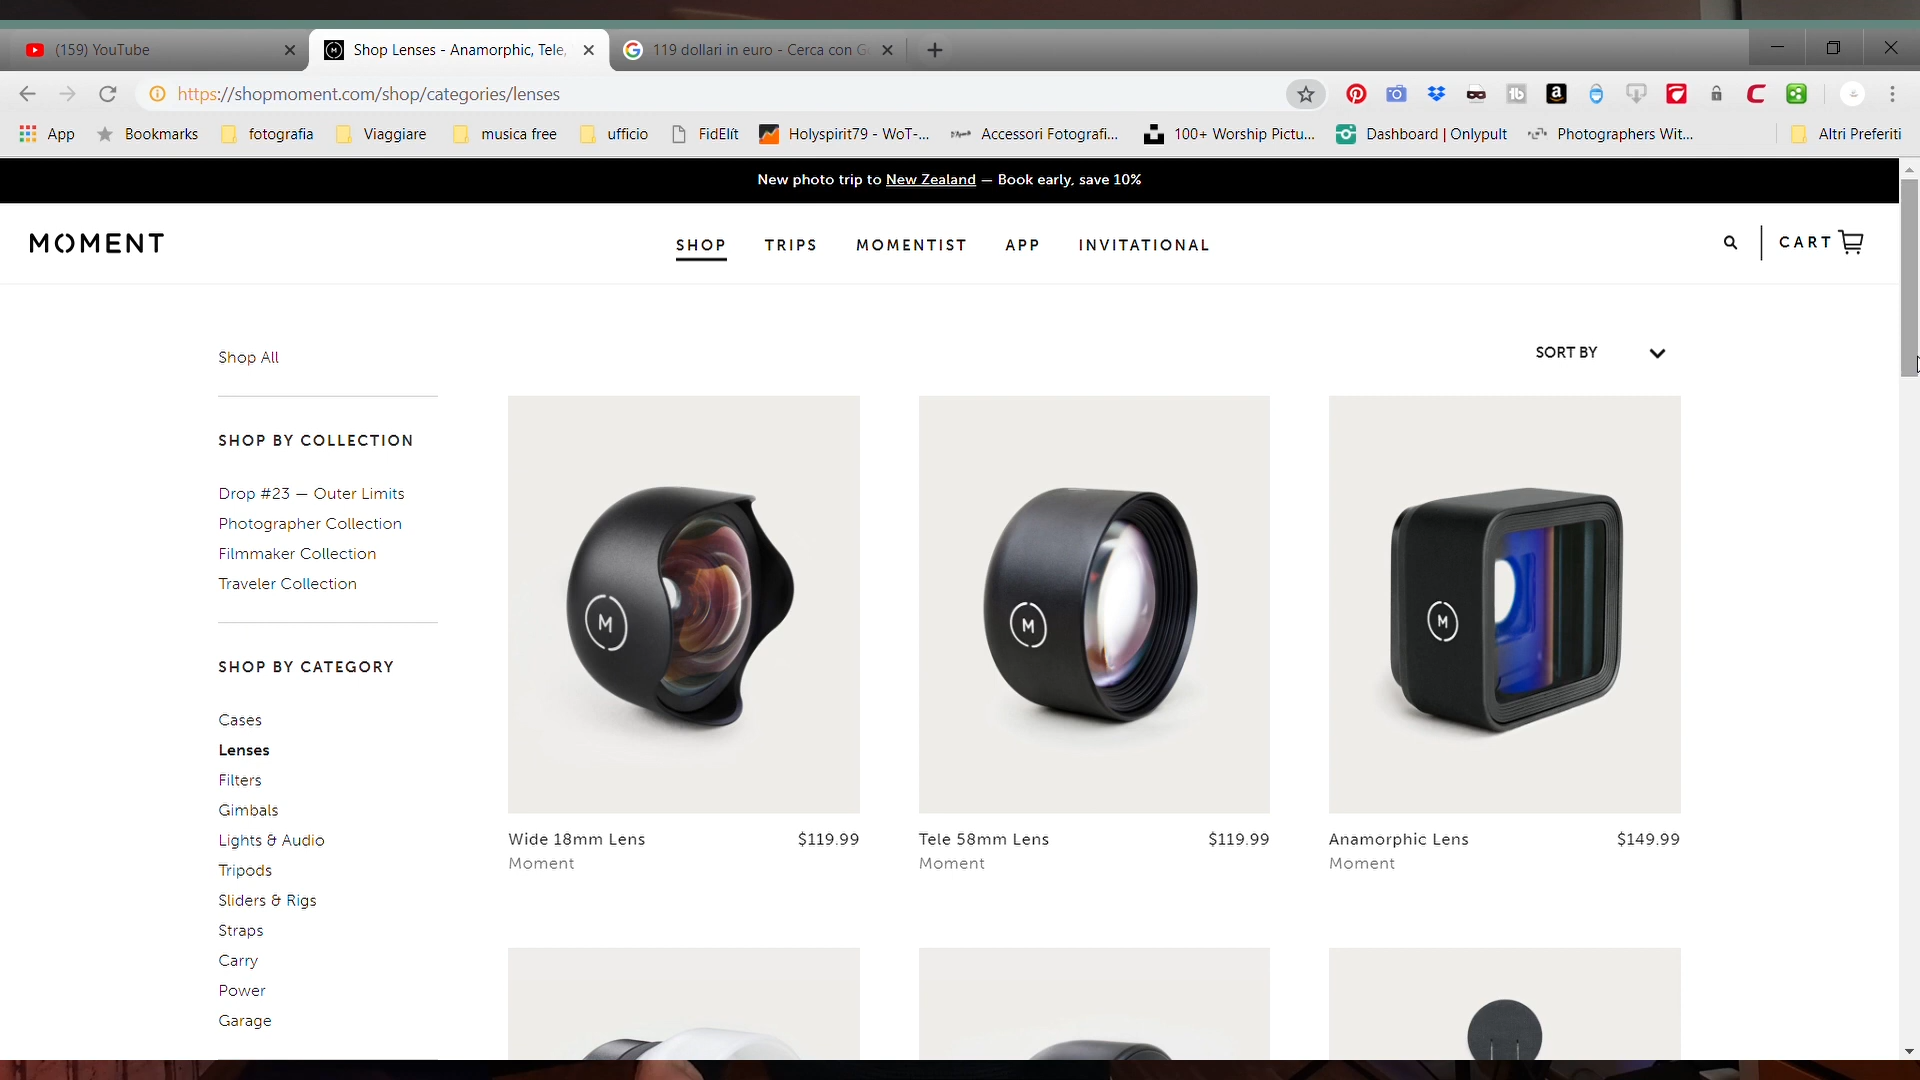 (159) YouTube
Shop Lenses - Anamorphic, Tele,
119 dollari in euro - Cerca con G
https://shopmoment.com/shop/categories/lenses
App
Bookmarks
fotografia
Viaggiare
musica free
ufficio
FidElit
Holyspirit79 - WoT-...
Accessori Fotografi...
100+ Worship Pictu...
Dashboard | Onlypult
Photographers Wit...
Altri Preferiti
New photo trip to New Zealand — Book early, save 10%
MOMENT
SHOP
TRIPS
MOMENTIST
APP
INVITATIONAL
CART
Shop All
SORT BY
SHOP BY COLLECTION
Drop #23 — Outer Limits
Photographer Collection
Filmmaker Collection
Traveler Collection
SHOP BY CATEGORY
Cases
Lenses
Filters
Gimbals
Lights & Audio
Tripods
Sliders & Rigs
Straps
Carry
Power
Garage
M
M
M
Wide 18mm Lens $119.99
Moment
Tele 58mm Lens $119.99
Moment
Anamorphic Lens $149.99
Moment